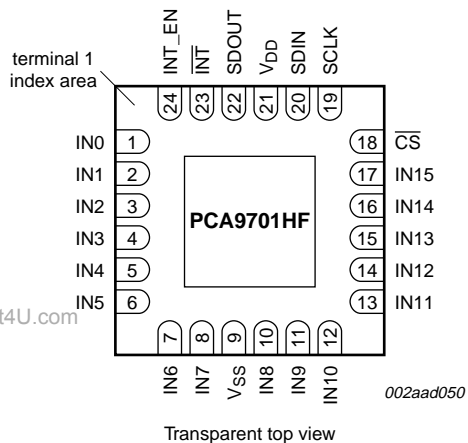 terminal 1
index area
INT_EN
INT
SDOUT
VDD
SDIN
SCLK
24
23
22
21
20
19
IN0 1
IN1 2
IN2 3
IN3 4
IN4 5
IN5 6
PCA9701HF
18 CS
17 IN15
16 IN14
15 IN13
14 IN12
13 IN11
t4U.com
7
8
9
10
11
12
IN6
IN7
VSS
IN8
IN9
IN10
002aad050
Transparent top view